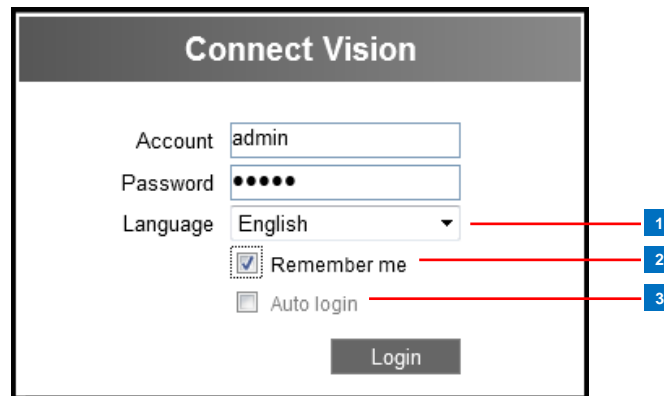 Connect Vision
Account admin
Password •••••
Language English 1
Remember me 2
Auto login 3
Login